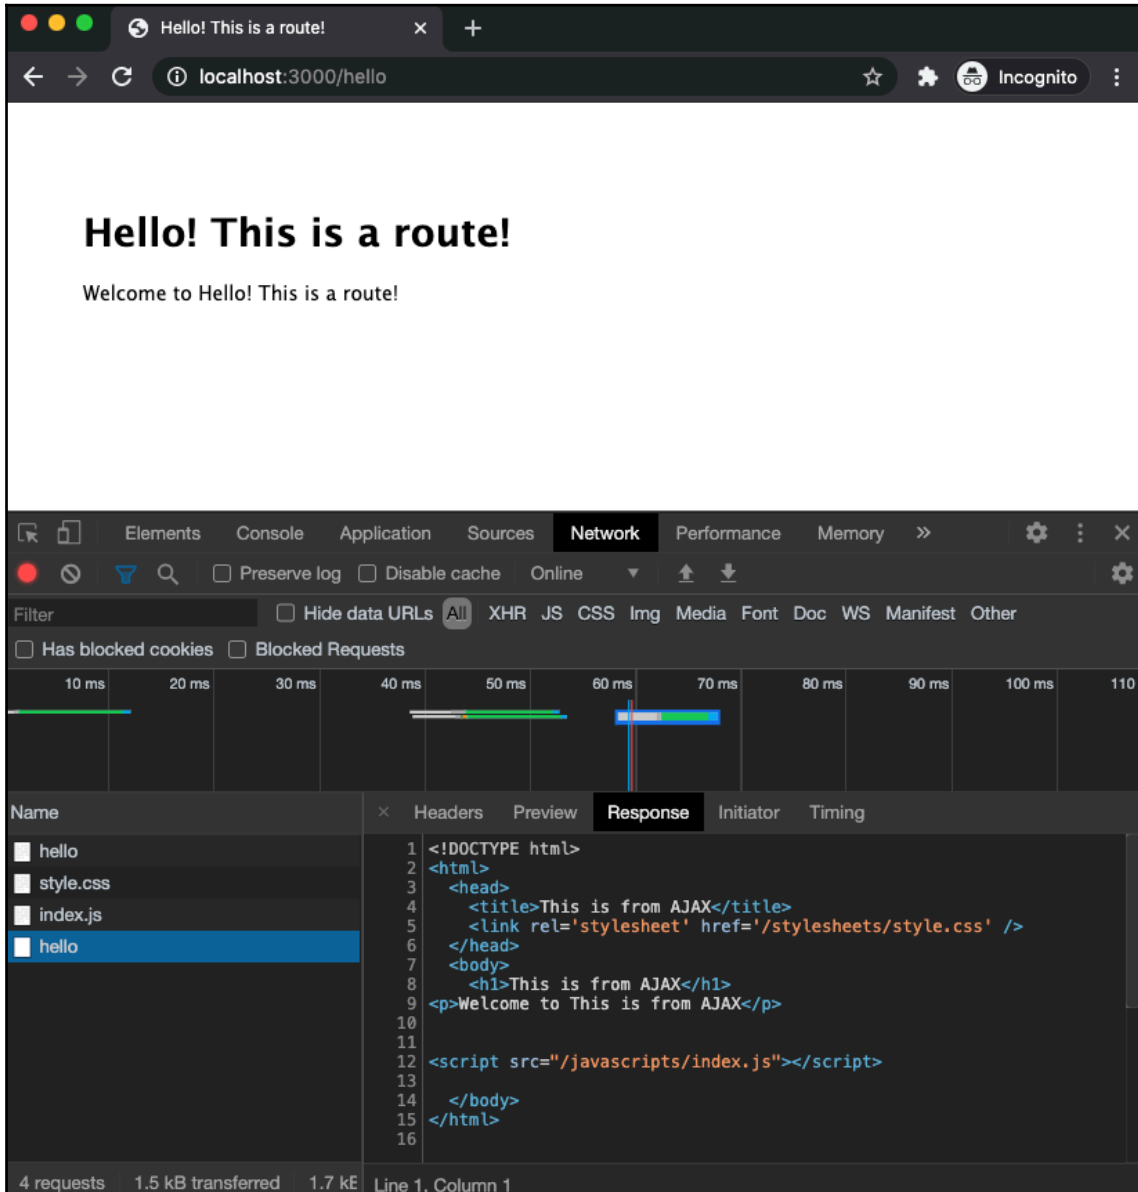 Hello! This is a route!
localhost:3000/hello
Incognito
Hello! This is a route!
Welcome to Hello! This is a route!
Elements Console Application Sources Network Performance Memory »
Preserve log Disable cache Online
Filter Hide data URLs All XHR JS CSS Img Media Font Doc WS Manifest Other
Has blocked cookies Blocked Requests
10 ms 20 ms 30 ms 40 ms 50 ms 60 ms 70 ms 80 ms 90 ms 100 ms 110
Name
hello
style.css
index.js
hello
4 requests 1.5 kB transferred 1.7 kB
Headers Preview Response Initiator Timing
1 <!DOCTYPE html>
2 <html>
3 <head>
4 <title>This is from AJAX</title>
5 <link rel='stylesheet' href='/stylesheets/style.css' />
6 </head>
7 <body>
8 <h1>This is from AJAX</h1>
9 <p>Welcome to This is from AJAX</p>
10
11
12 <script src="/javascripts/index.js"></script>
13
14 </body>
15 </html>
16
Line 1, Column 1